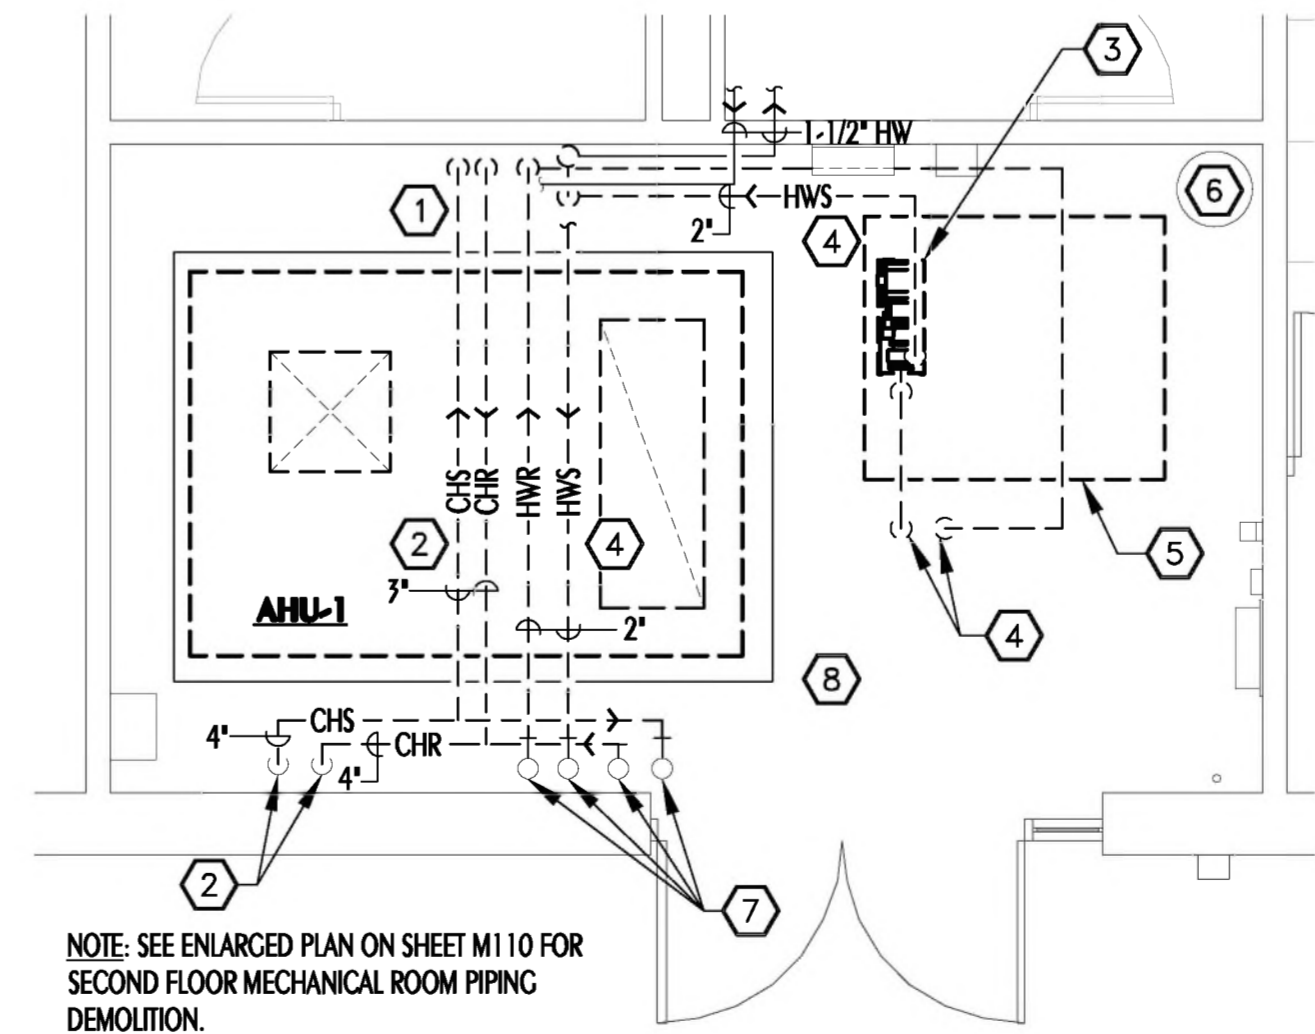 3
1-1/2" HW
6
1
HWS
2"
4
CHS
CHR
HWR
HWS
2
4
5
3"
AHU-1
2"
4
8
CHS
4"
CHR
4"
2
7
NOTE: SEE ENLARGED PLAN ON SHEET M110 FOR
SECOND FLOOR MECHANICAL ROOM PIPING
DEMOLITION.